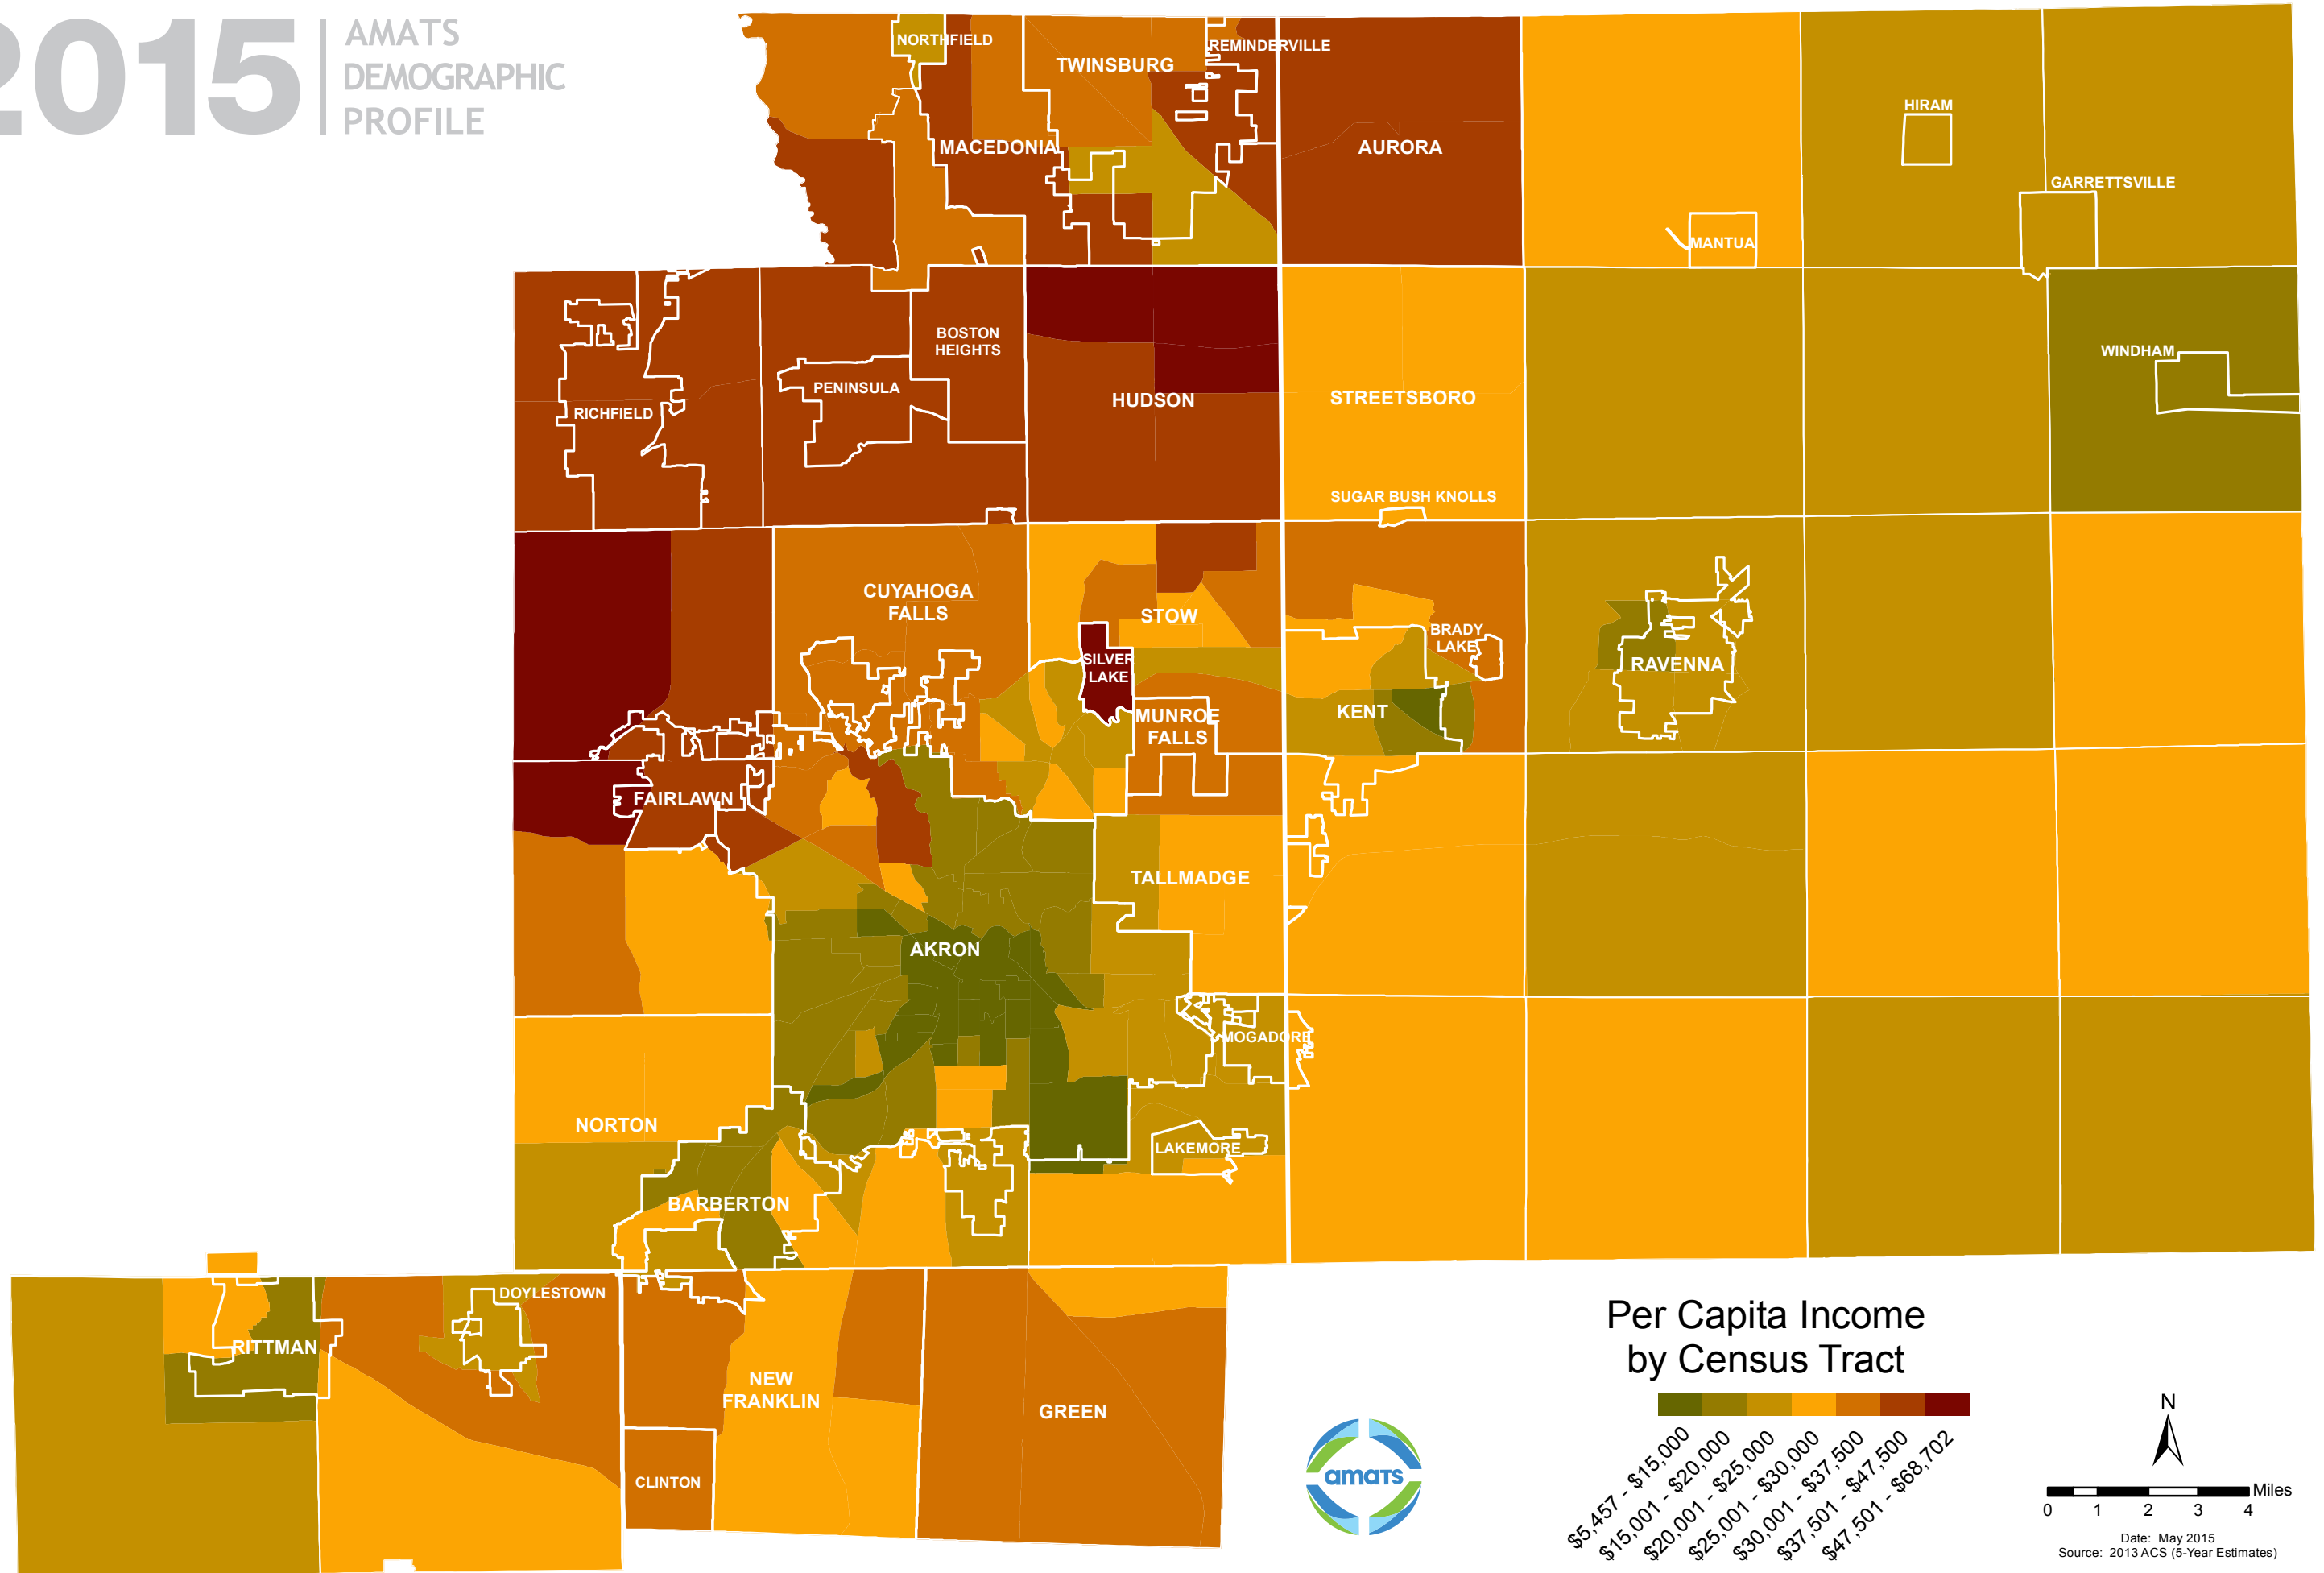 2015
AMATS
DEMOGRAPHIC
PROFILE
NORTHFIELD
REMINDERVILLE
TWINSBURG
HIRAM
MACEDONIA
AURORA
GARRETTSVILLE
MANTUA
BOSTON
HEIGHTS
WINDHAM
PENINSULA
HUDSON
STREETSBORO
RICHFIELD
SUGAR BUSH KNOLLS
CUYAHOGA
FALLS
STOW
BRADY
LAKE
SILVER
LAKE
RAVENNA
MUNROE
FALLS
KENT
FAIRLAWN
TALLMADGE
AKRON
MOGADORE
NORTON
LAKEMORE
BARBERTON
DOYLESTOWN
RITTMAN
NEW
FRANKLIN
GREEN
CLINTON
Per Capita Income
by Census Tract
$5,457 - $15,000
$15,001 - $20,000
$20,001 - $25,000
$25,001 - $30,000
$30,001 - $37,500
$37,501 - $47,500
$47,501 - $68,702
amats
N
Miles
0 1 2 3 4
Date: May 2015
Source: 2013 ACS (5-Year Estimates)